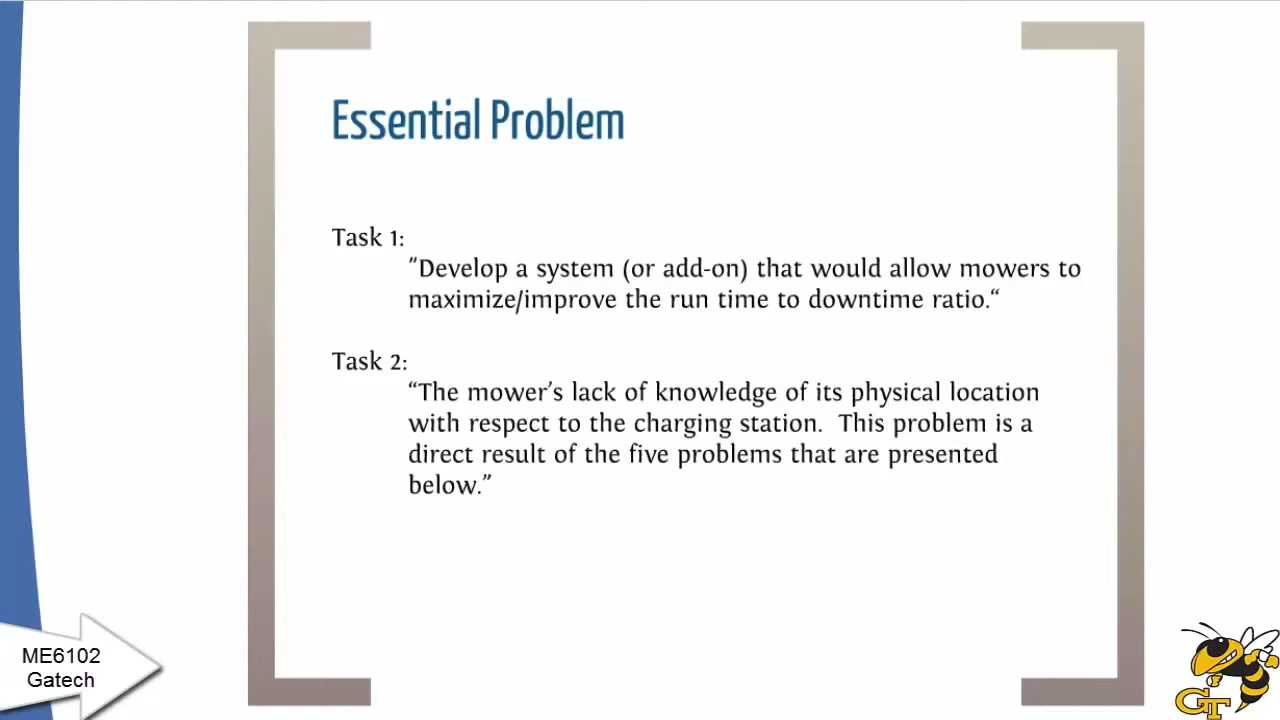 Essential Problem
Task 1:
"Develop a system (or add-on) that would allow mowers to
maximize/improve the run time to downtime ratio.“
Task 2:
“The mower’s lack of knowledge of its physical location
with respect to the charging station.  This problem is a
direct result of the five problems that are presented
below.”
ME6102
Gatech
GT